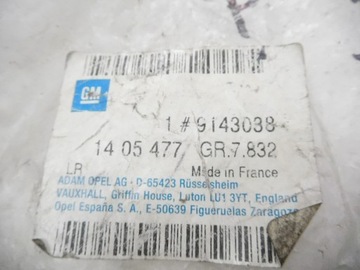 GM
1 # 9143038
14 05 477 GR.7.832
LR Made in France
ADAM OPEL AG · D-65423 Rüsselsheim
VAUXHALL, Griffin House, Luton LU1 3YT, England
Opel España S. A., E-50639 Figueruelas Zaragoza